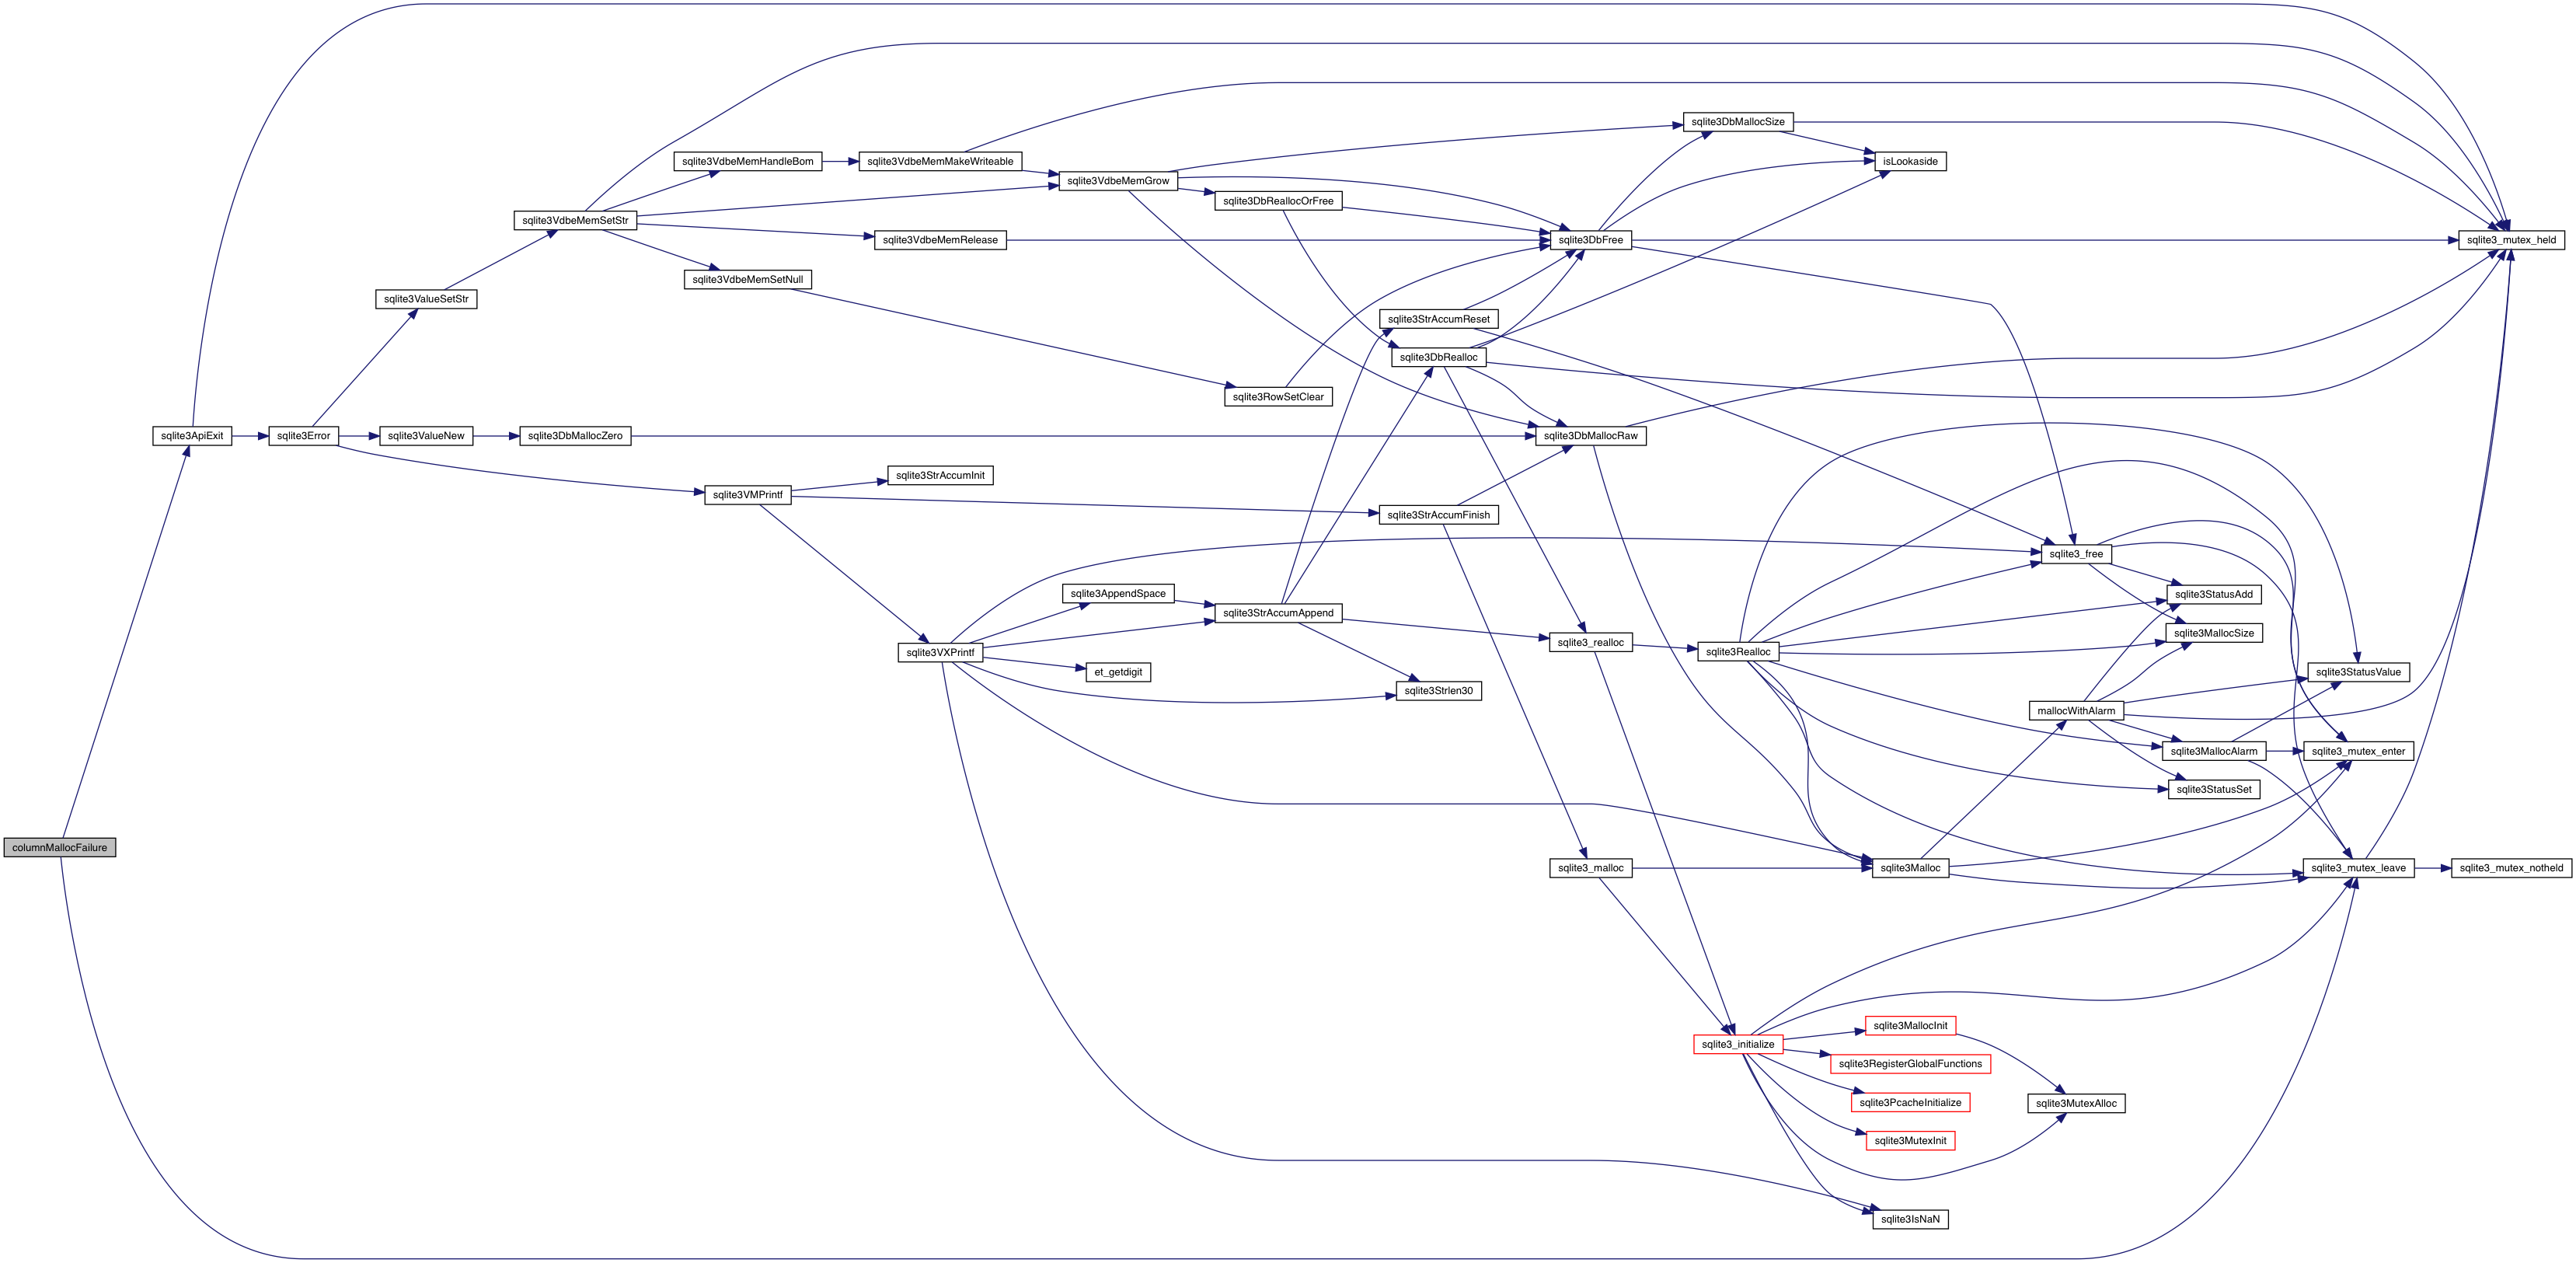 sqlite3DbMallocSize
sqlite3VdbeMemHandleBom
sqlite3VdbeMemMakeWriteable
isLookaside
sqlite3VdbeMemGrow
sqlite3DbReallocOrFree
sqlite3VdbeMemSetStr
sqlite3VdbeMemRelease
sqlite3DbFree
sqlite3_mutex_held
sqlite3VdbeMemSetNull
sqlite3ValueSetStr
sqlite3StrAccumReset
sqlite3DbRealloc
sqlite3RowSetClear
sqlite3ApiExit
sqlite3Error
sqlite3ValueNew
sqlite3DbMallocZero
sqlite3DbMallocRaw
sqlite3StrAccumInit
sqlite3VMPrintf
sqlite3StrAccumFinish
sqlite3_free
sqlite3AppendSpace
sqlite3StatusAdd
sqlite3StrAccumAppend
sqlite3MallocSize
sqlite3_realloc
sqlite3VXPrintf
sqlite3Realloc
et_getdigit
sqlite3StatusValue
sqlite3Strlen30
mallocWithAlarm
sqlite3MallocAlarm
sqlite3_mutex_enter
sqlite3StatusSet
columnMallocFailure
sqlite3_malloc
sqlite3Malloc
sqlite3_mutex_leave
sqlite3_mutex_notheld
sqlite3MallocInit
sqlite3_initialize
sqlite3RegisterGlobalFunctions
sqlite3PcacheInitialize
sqlite3MutexAlloc
sqlite3MutexInit
sqlite3IsNaN